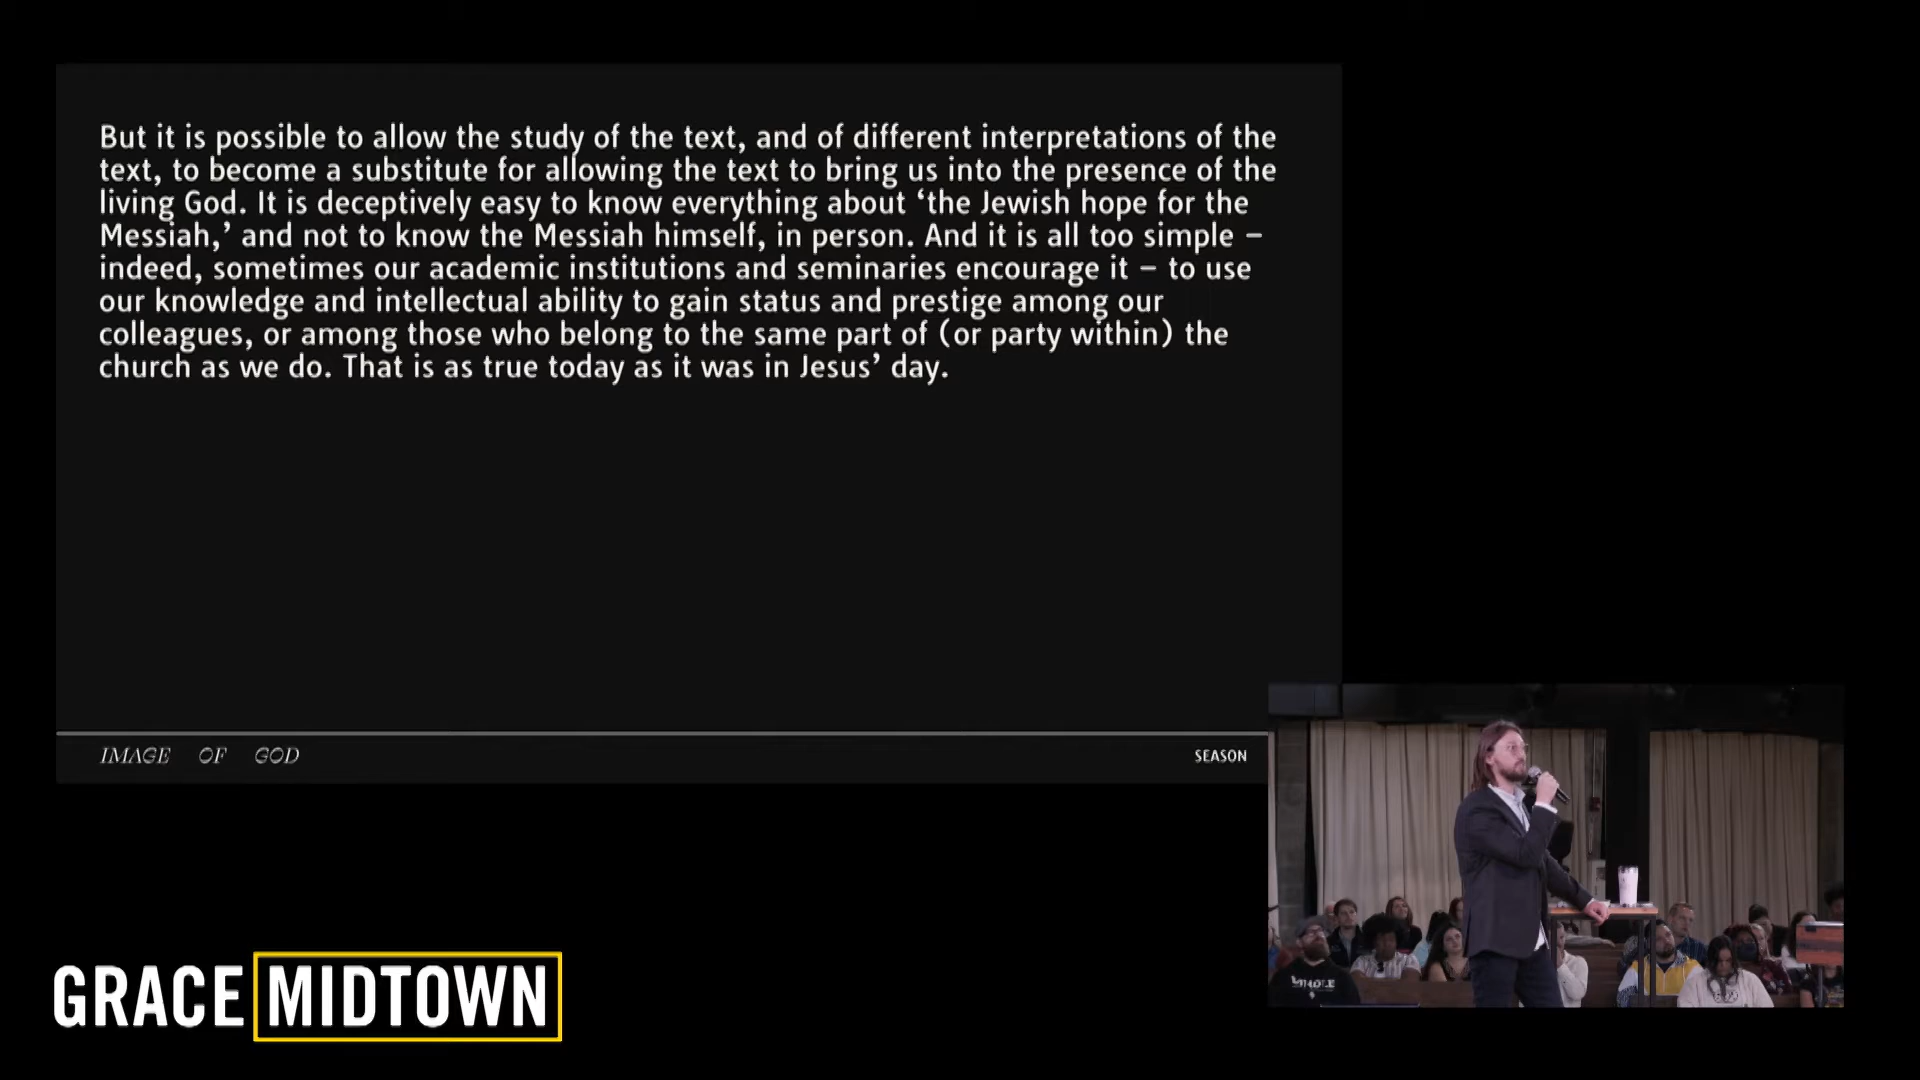 But it is possible to allow the study of the text, and of different interpretations of the
text, to become a substitute for allowing the text to bring us into the presence of the
living God. It is deceptively easy to know everything about ‘the Jewish hope for the
Messiah,’ and not to know the Messiah himself, in person. And it is all too simple –
indeed, sometimes our academic institutions and seminaries encourage it – to use
our knowledge and intellectual ability to gain status and prestige among our
colleagues, or among those who belong to the same part of (or party within) the
church as we do. That is as true today as it was in Jesus’ day.
IMAGE OF GOD
SEASON
GRACE MIDTOWN